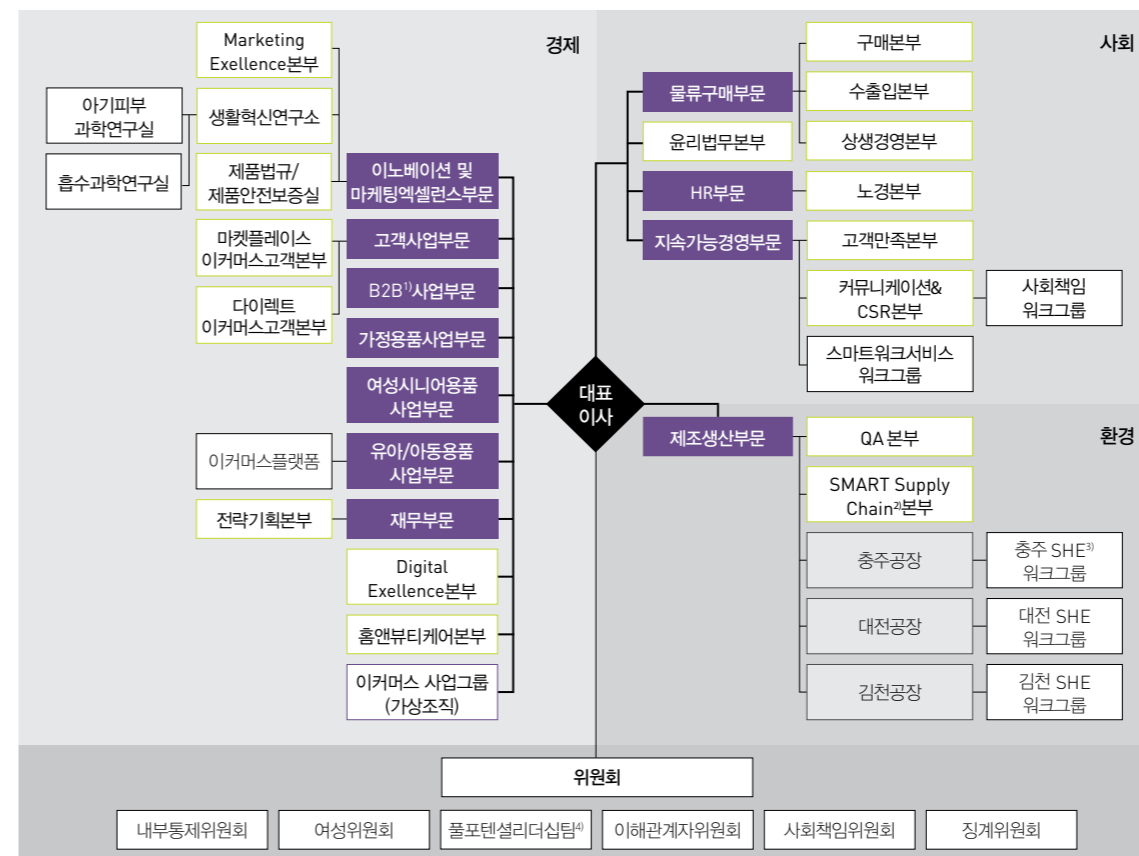 경제
Marketing
Exellence본부
아기피부
과학연구실
생활혁신연구소
흡수과학연구실
제품법규/
제품안전보증실
이노베이션 및
마케팅엑셀런스부문
마켓플레이스
이커머스고객본부
고객사업부문
다이렉트
이커머스고객본부
B2B¹⁾사업부문
가정용품사업부문
여성시니어용품
사업부문
이커머스플랫폼
유아/아동용품
사업부문
전략기획본부
재무부문
Digital
Exellence본부
홈앤뷰티케어본부
이커머스 사업그룹
(가상조직)
대표
이사
사회
구매본부
물류구매부문
수출입본부
윤리법무본부
상생경영본부
HR부문
노경본부
지속가능경영부문
고객만족본부
커뮤니케이션&
CSR본부
사회책임
워크그룹
스마트워크서비스
워크그룹
환경
제조생산부문
QA 본부
SMART Supply
Chain²⁾본부
충주공장
충주 SHE³⁾
워크그룹
대전공장
대전 SHE
워크그룹
김천공장
김천 SHE
워크그룹
위원회
내부통제위원회
여성위원회
풀포텐셜리더십팀⁴⁾
이해관계자위원회
사회책임위원회
징계위원회